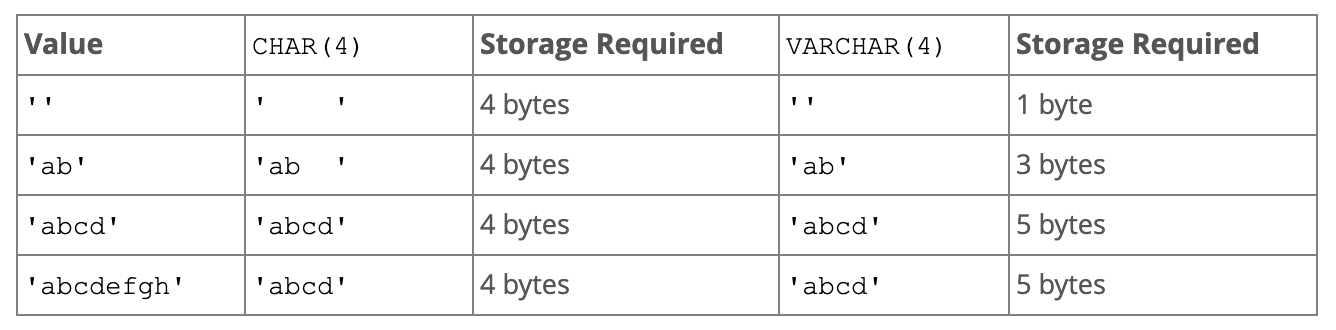 Value CHAR(4) Storage Required VARCHAR(4) Storage Required
'' '    ' 4 bytes '' 1 byte
'ab' 'ab  ' 4 bytes 'ab' 3 bytes
'abcd' 'abcd' 4 bytes 'abcd' 5 bytes
'abcdefgh' 'abcd' 4 bytes 'abcd' 5 bytes